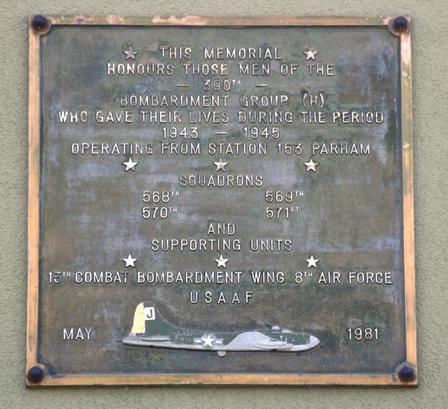 THIS MEMORIAL
HONOURS THOSE MEN OF THE
— 390TH —
BOMBARDMENT GROUP (H)
WHO GAVE THEIR LIVES DURING THE PERIOD
1943 — 1945
OPERATING FROM STATION 153 PARHAM
SQUADRONS
568TH 569TH
570TH 571ST
AND
SUPPORTING UNITS
13TH COMBAT BOMBARDMENT WING 8TH AIR FORCE
USAAF
J
MAY 1981